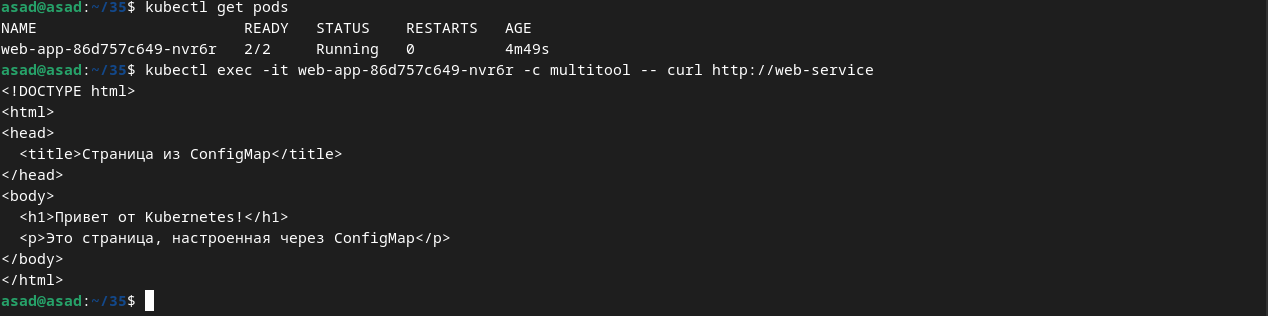 asad@asad:~/35$ kubectl get pods
NAME                       READY   STATUS    RESTARTS   AGE
web-app-86d757c649-nvr6r   2/2     Running   0          4m49s
asad@asad:~/35$ kubectl exec -it web-app-86d757c649-nvr6r -c multitool -- curl http://web-service
<!DOCTYPE html>
<html>
<head>
  <title>Страница из ConfigMap</title>
</head>
<body>
  <h1>Привет от Kubernetes!</h1>
  <p>Это страница, настроенная через ConfigMap</p>
</body>
</html>
asad@asad:~/35$